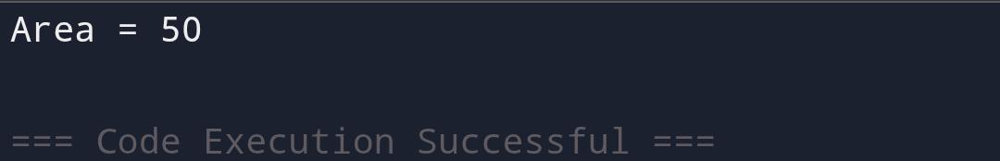 Area = 50
=== Code Execution Successful ===